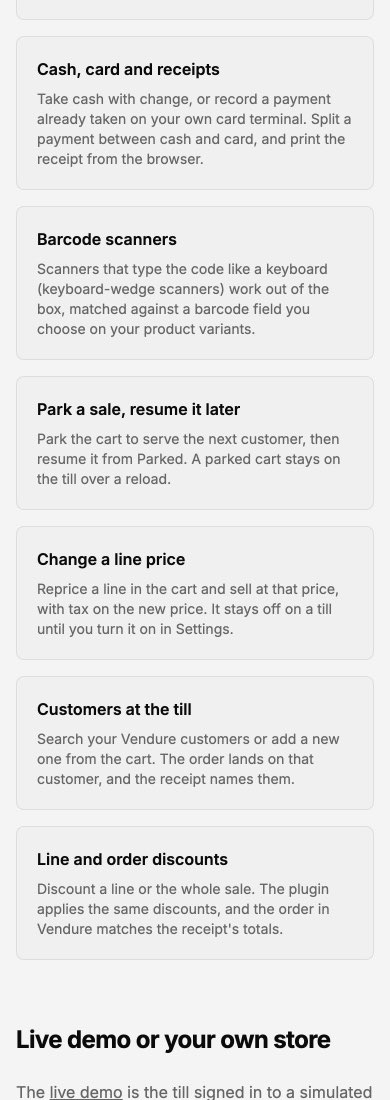 Cash, card and receipts
Take cash with change, or record a payment
already taken on your own card terminal. Split a
payment between cash and card, and print the
receipt from the browser.
Barcode scanners
Scanners that type the code like a keyboard
(keyboard-wedge scanners) work out of the
box, matched against a barcode field you
choose on your product variants.
Park a sale, resume it later
Park the cart to serve the next customer, then
resume it from Parked. A parked cart stays on
the till over a reload.
Change a line price
Reprice a line in the cart and sell at that price,
with tax on the new price. It stays off on a till
until you turn it on in Settings.
Customers at the till
Search your Vendure customers or add a new
one from the cart. The order lands on that
customer, and the receipt names them.
Line and order discounts
Discount a line or the whole sale. The plugin
applies the same discounts, and the order in
Vendure matches the receipt's totals.
Live demo or your own store
The live demo is the till signed in to a simulated